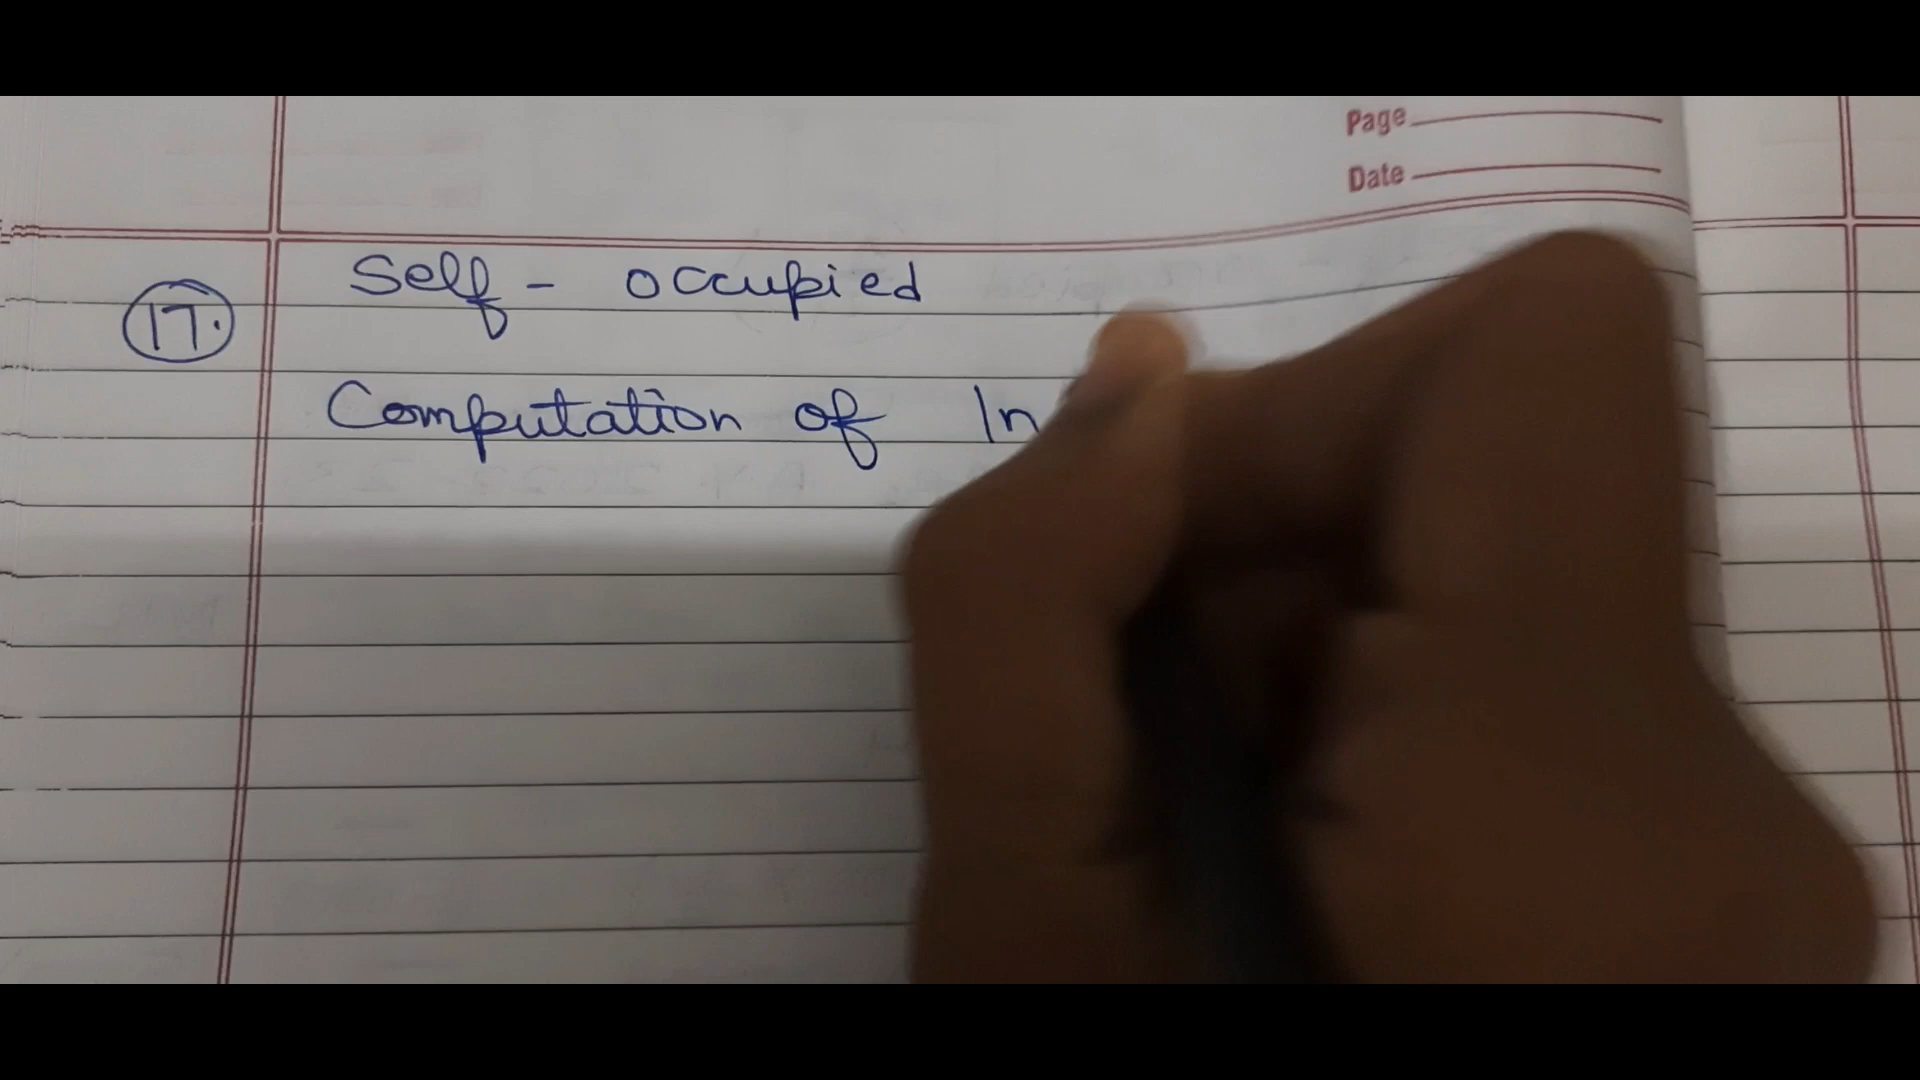 Page
Date
Self - occupied
17.
Computation of In